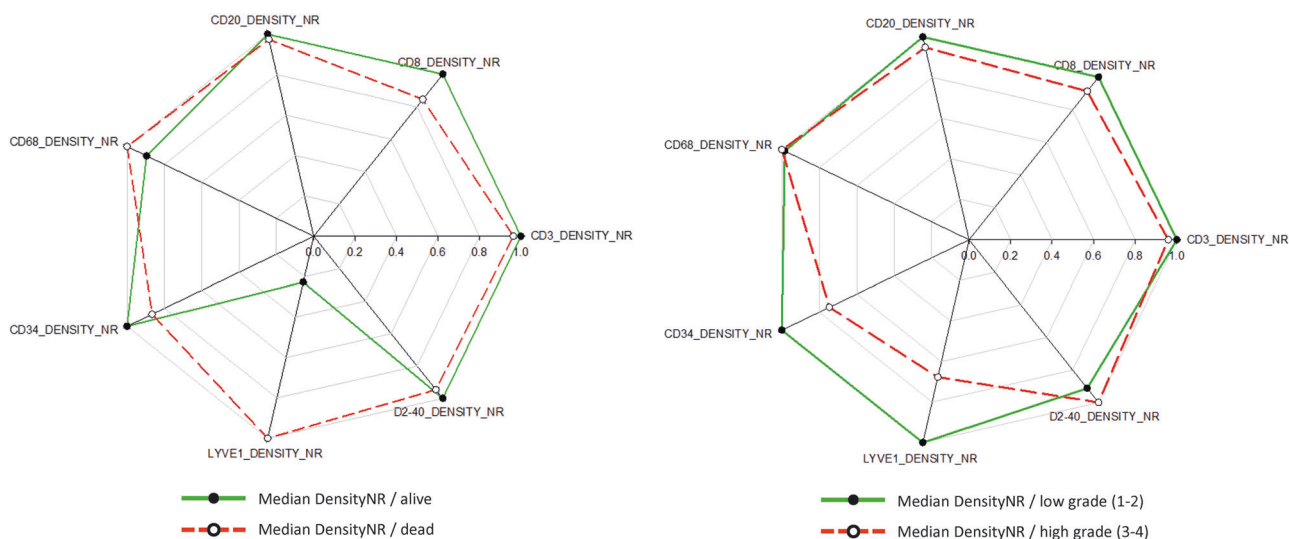 CD20_DENSITY_NR
CD8_DENSITY_NR
CD68_DENSITY_NR
0.0 0.2 0.4 0.6 0.8 1.0
CD3_DENSITY_NR
CD34_DENSITY_NR
D2-40_DENSITY_NR
LYVE1_DENSITY_NR
Median DensityNR / alive
Median DensityNR / dead
CD20_DENSITY_NR
CD8_DENSITY_NR
CD68_DENSITY_NR
0.0 0.2 0.4 0.6 0.8 1.0
CD3_DENSITY_NR
CD34_DENSITY_NR
D2-40_DENSITY_NR
LYVE1_DENSITY_NR
Median DensityNR / low grade (1-2)
Median DensityNR / high grade (3-4)